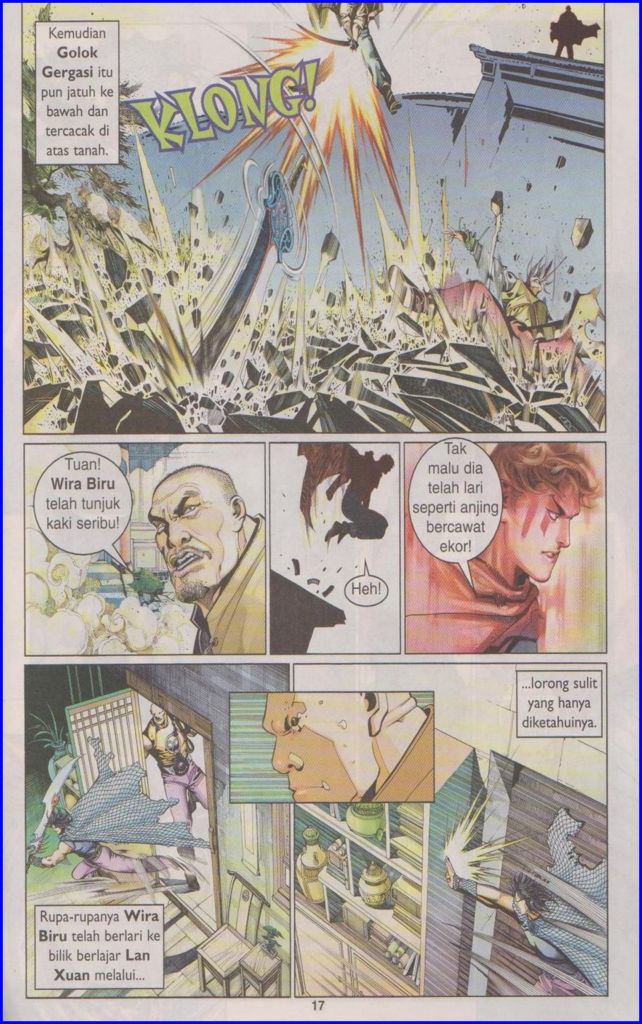 Kemudian
Golok
Gergasi itu
pun jatuh ke
bawah dan
tercacak di
atas tanah.
KLONG!
Tuan!
Wira Biru
telah tunjuk
kaki seribu!
Heh!
Tak
malu dia
telah lari
seperti anjing
bercawat
ekor!
Rupa-rupanya Wira
Biru telah berlari ke
bilik berlajar Lan
Xuan melalui...
...lorong sulit
yang hanya
diketahuinya.
17